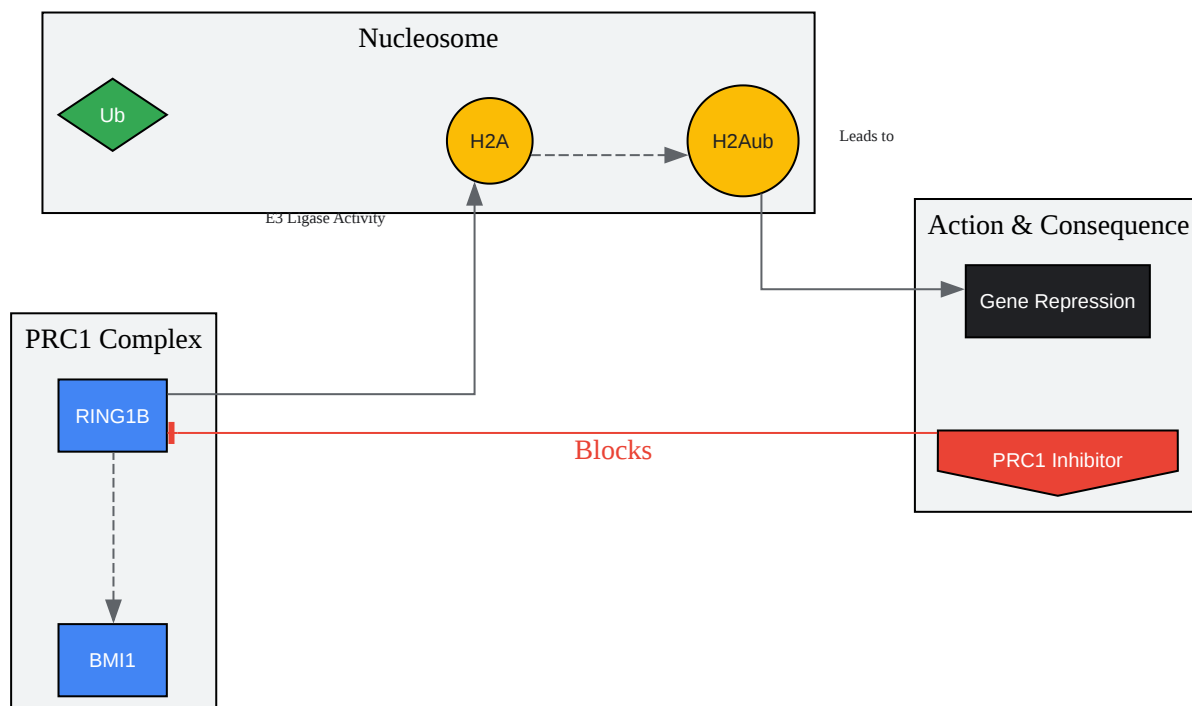 Nucleosome
Ub
H2A
H2Aub
Leads to
E3 Ligase Activity
Action & Consequence
Gene Repression
PRC1 Complex
RING1B
Blocks
PRC1 Inhibitor
BMI1